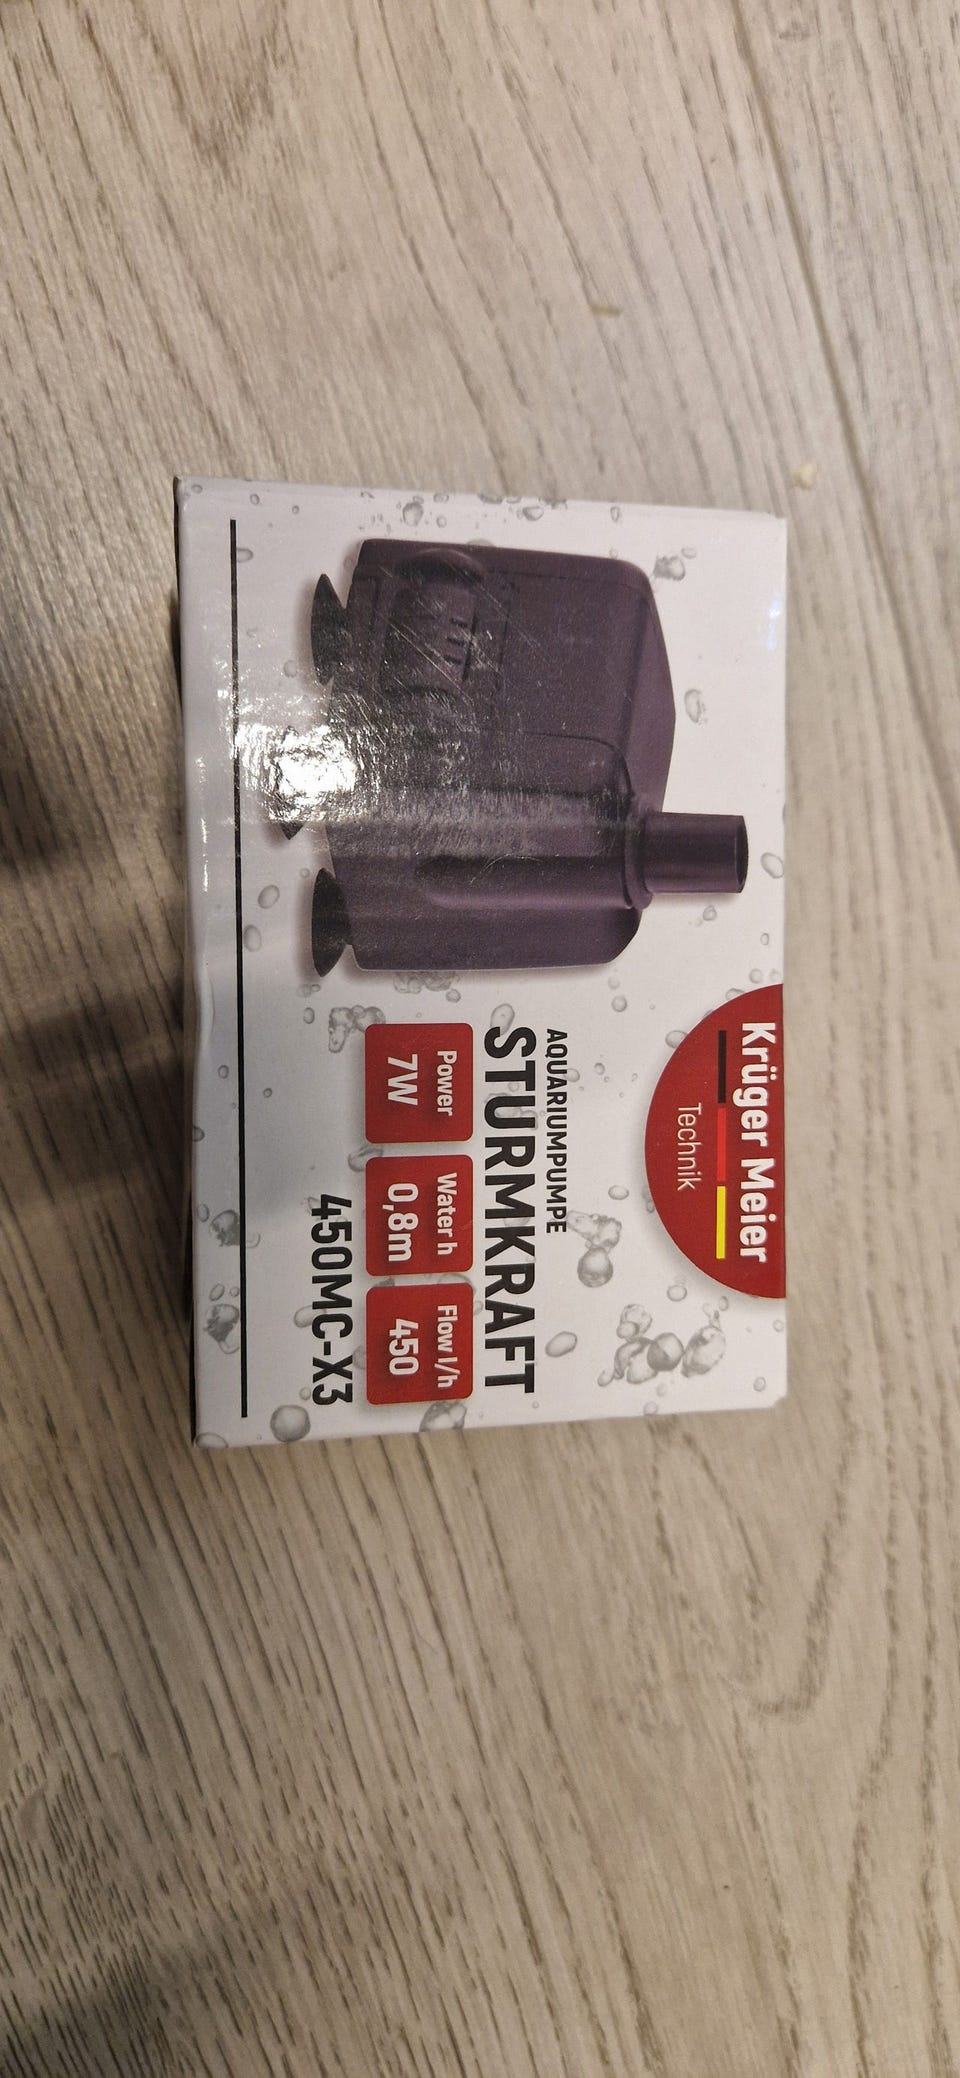 Krüger Meier
Technik
AQUARIUMPUMPE
STURMKRAFT
Power
7W
Water h
0,8m
Flow l/h
450
450MC-X3